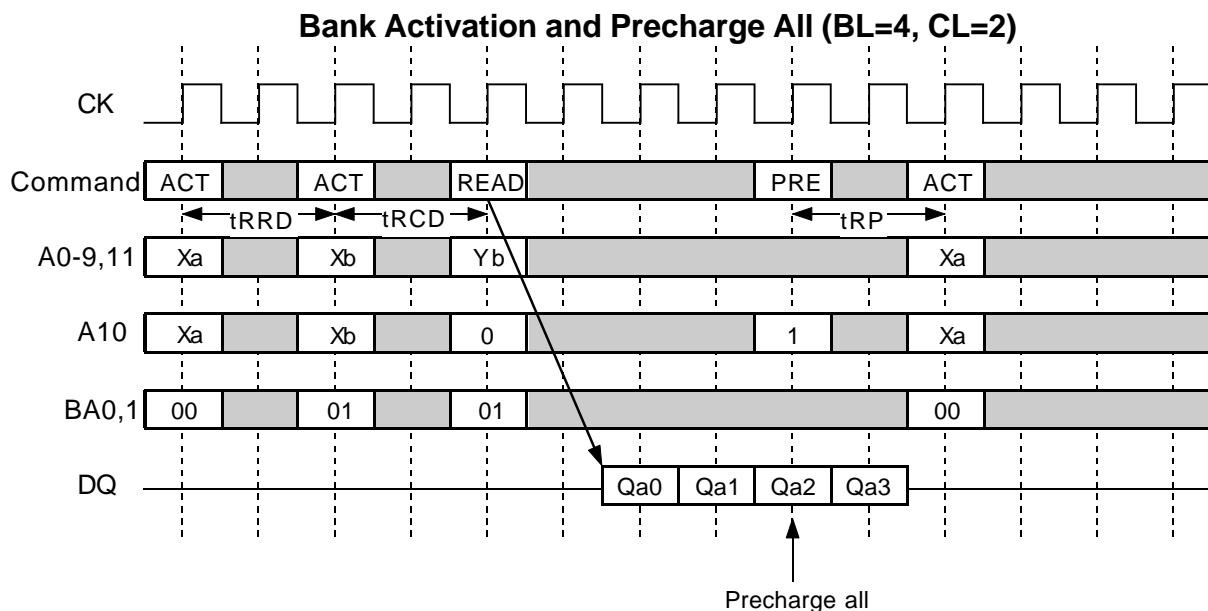 Bank Activation and Precharge All (BL=4, CL=2)
CK
Command ACT ACT READ PRE ACT
tRRD tRCD tRP
A0-9,11 Xa Xb Yb Xa
A10 Xa Xb 0 1 Xa
BA0,1 00 01 01 00
DQ Qa0 Qa1 Qa2 Qa3
Precharge all